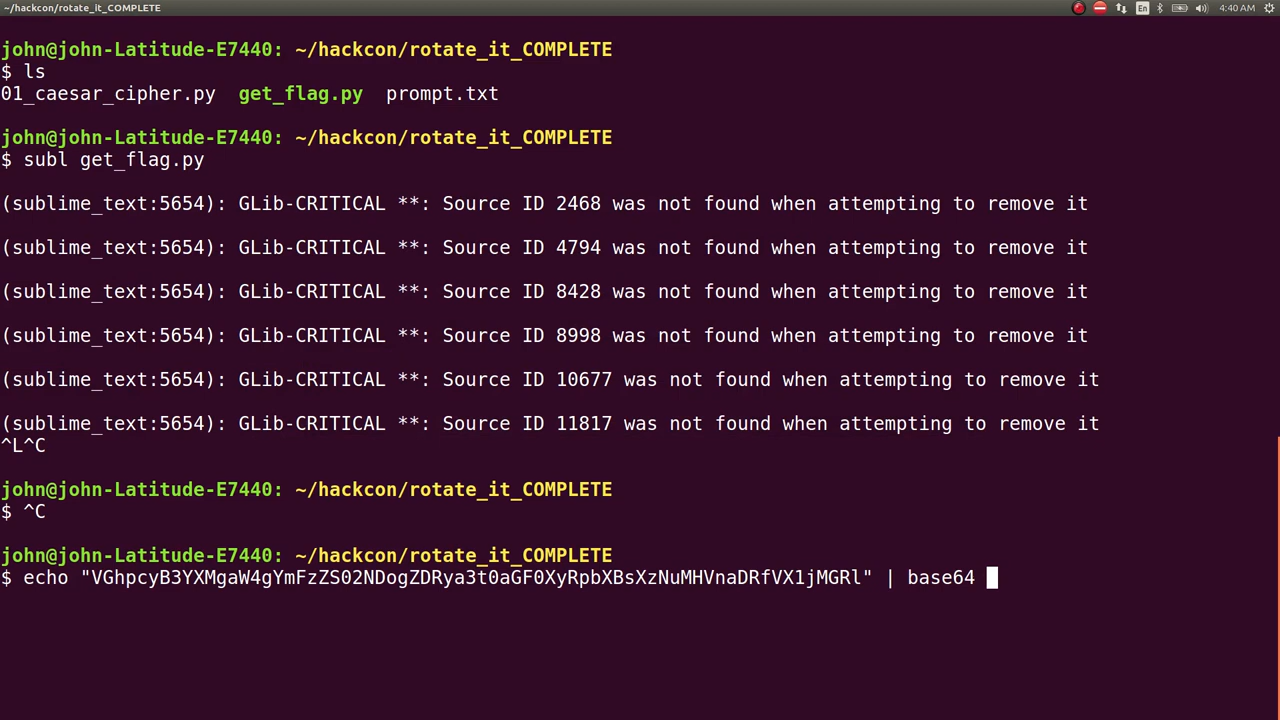 ~/hackcon/rotate_it_COMPLETE
En
4:40 AM
john@john-Latitude-E7440: ~/hackcon/rotate_it_COMPLETE
$ ls
01_caesar_cipher.py  get_flag.py  prompt.txt
john@john-Latitude-E7440: ~/hackcon/rotate_it_COMPLETE
$ subl get_flag.py
(sublime_text:5654): GLib-CRITICAL **: Source ID 2468 was not found when attempting to remove it
(sublime_text:5654): GLib-CRITICAL **: Source ID 4794 was not found when attempting to remove it
(sublime_text:5654): GLib-CRITICAL **: Source ID 8428 was not found when attempting to remove it
(sublime_text:5654): GLib-CRITICAL **: Source ID 8998 was not found when attempting to remove it
(sublime_text:5654): GLib-CRITICAL **: Source ID 10677 was not found when attempting to remove it
(sublime_text:5654): GLib-CRITICAL **: Source ID 11817 was not found when attempting to remove it
^L^C
john@john-Latitude-E7440: ~/hackcon/rotate_it_COMPLETE
$ ^C
john@john-Latitude-E7440: ~/hackcon/rotate_it_COMPLETE
$ echo "VGhpcyB3YXMgaW4gYmFzZS02NDogZDRya3t0aGF0XyRpbXBsXzNuMHVnaDRfVX1jMGRl" | base64